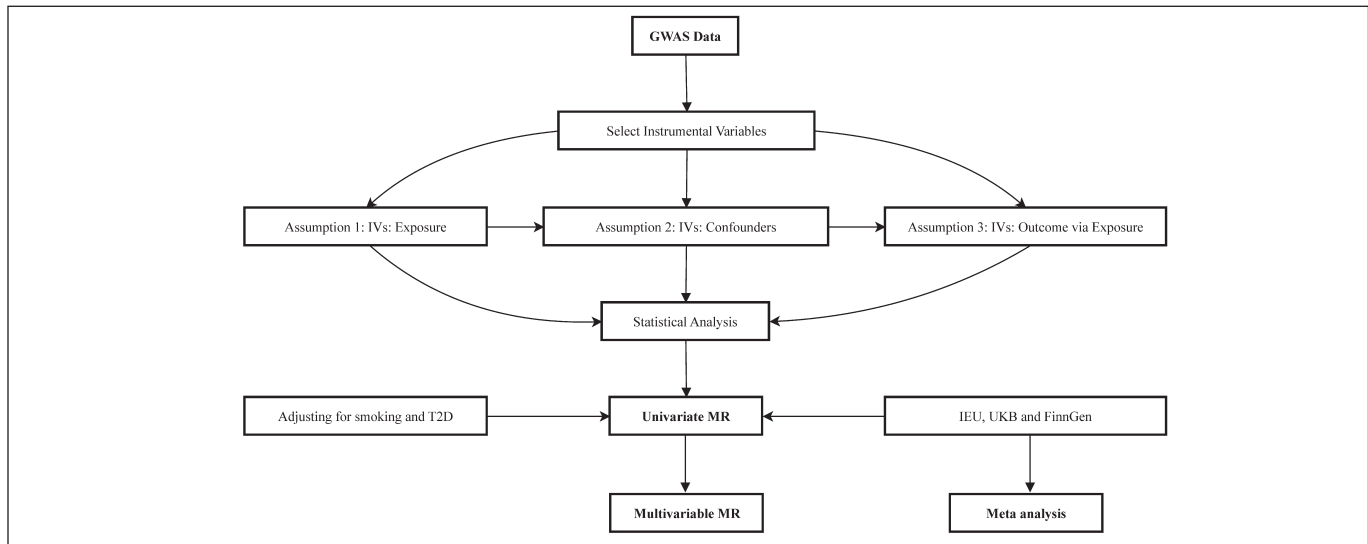 GWAS Data
Select Instrumental Variables
Assumption 1: IVs: Exposure
Assumption 2: IVs: Confounders
Assumption 3: IVs: Outcome via Exposure
Statistical Analysis
Adjusting for smoking and T2D
Univariate MR
IEU, UKB and FinnGen
Multivariable MR
Meta analysis